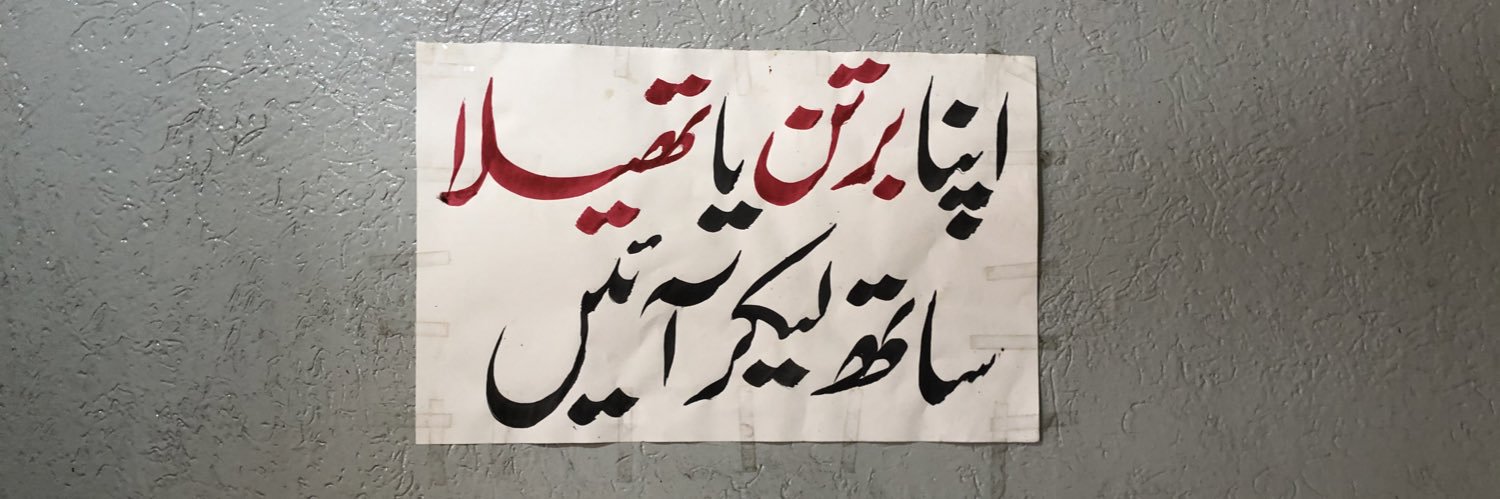 اپنا برتن یا تھیلا
ساتھ لیکر آئیں